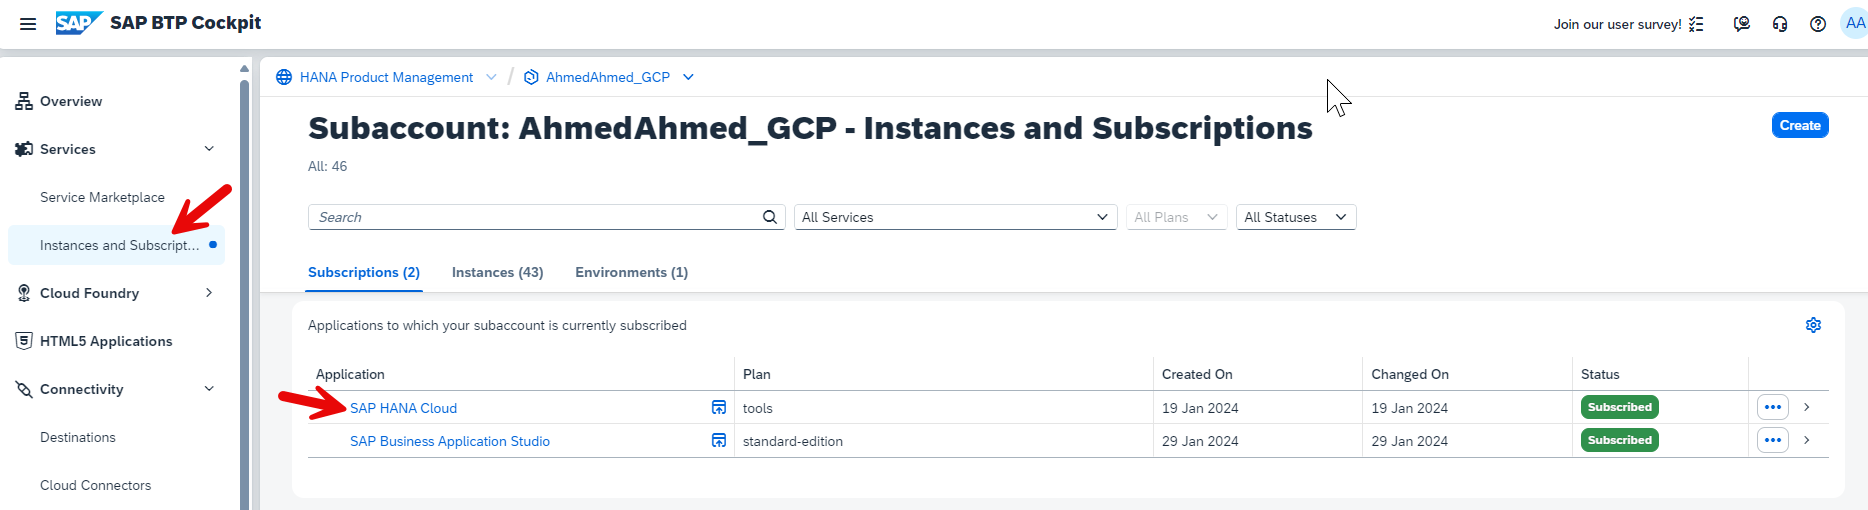 SAP SAP BTP Cockpit
Join our user survey!
AA
Overview
Services
Service Marketplace
Instances and Subscript...
Cloud Foundry
HTML5 Applications
Connectivity
Destinations
Cloud Connectors
HANA Product Management / AhmedAhmed_GCP
Subaccount: AhmedAhmed_GCP - Instances and Subscriptions
Create
All: 46
Search
All Services
All Plans
All Statuses
Subscriptions (2) Instances (43) Environments (1)
Applications to which your subaccount is currently subscribed
Application Plan Created On Changed On Status
SAP HANA Cloud tools 19 Jan 2024 19 Jan 2024 Subscribed
SAP Business Application Studio standard-edition 29 Jan 2024 29 Jan 2024 Subscribed